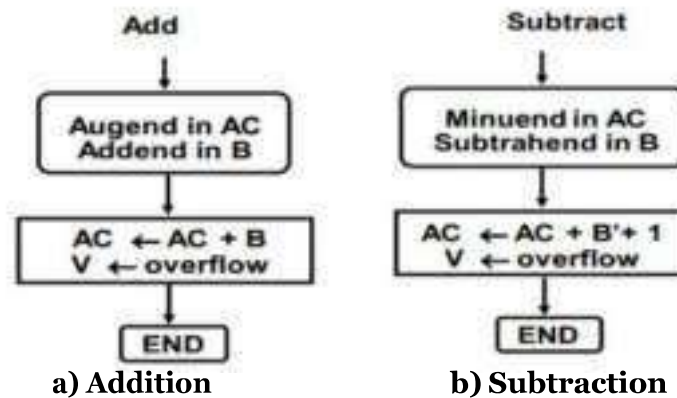 Add
Augend in AC
Addend in B
AC ← AC + B
V ← overflow
END
a) Addition
Subtract
Minuend in AC
Subtrahend in B
AC ← AC + B'+ 1
V ← overflow
END
b) Subtraction